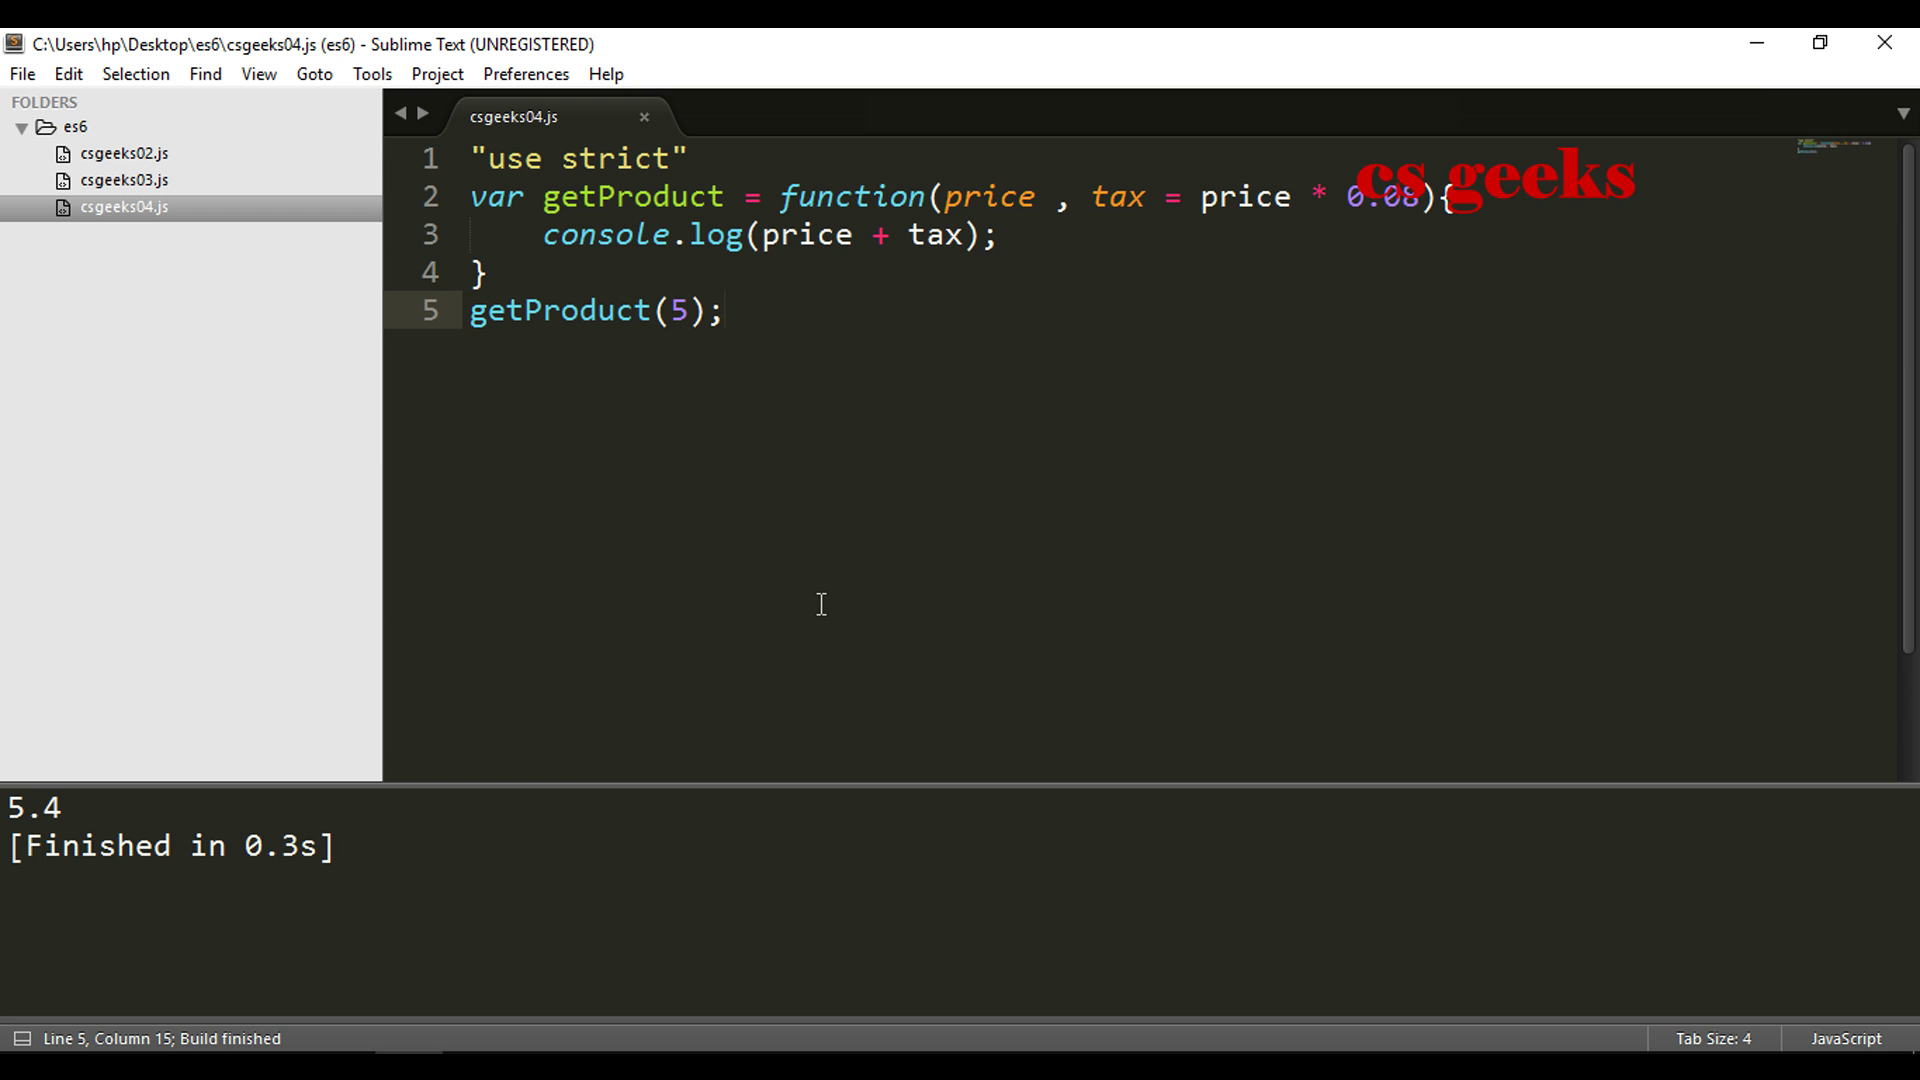 C:\Users\hp\Desktop\es6\csgeeks04.js (es6) - Sublime Text (UNREGISTERED)
File Edit Selection Find View Goto Tools Project Preferences Help
FOLDERS
es6
csgeeks02.js
csgeeks03.js
csgeeks04.js
csgeeks04.js
cs geeks
1 "use strict"
2 var getProduct = function(price , tax = price * 0.08){
3 console.log(price + tax);
4 }
5 getProduct(5);
5.4
[Finished in 0.3s]
Line 5, Column 15; Build finished
Tab Size: 4
JavaScript